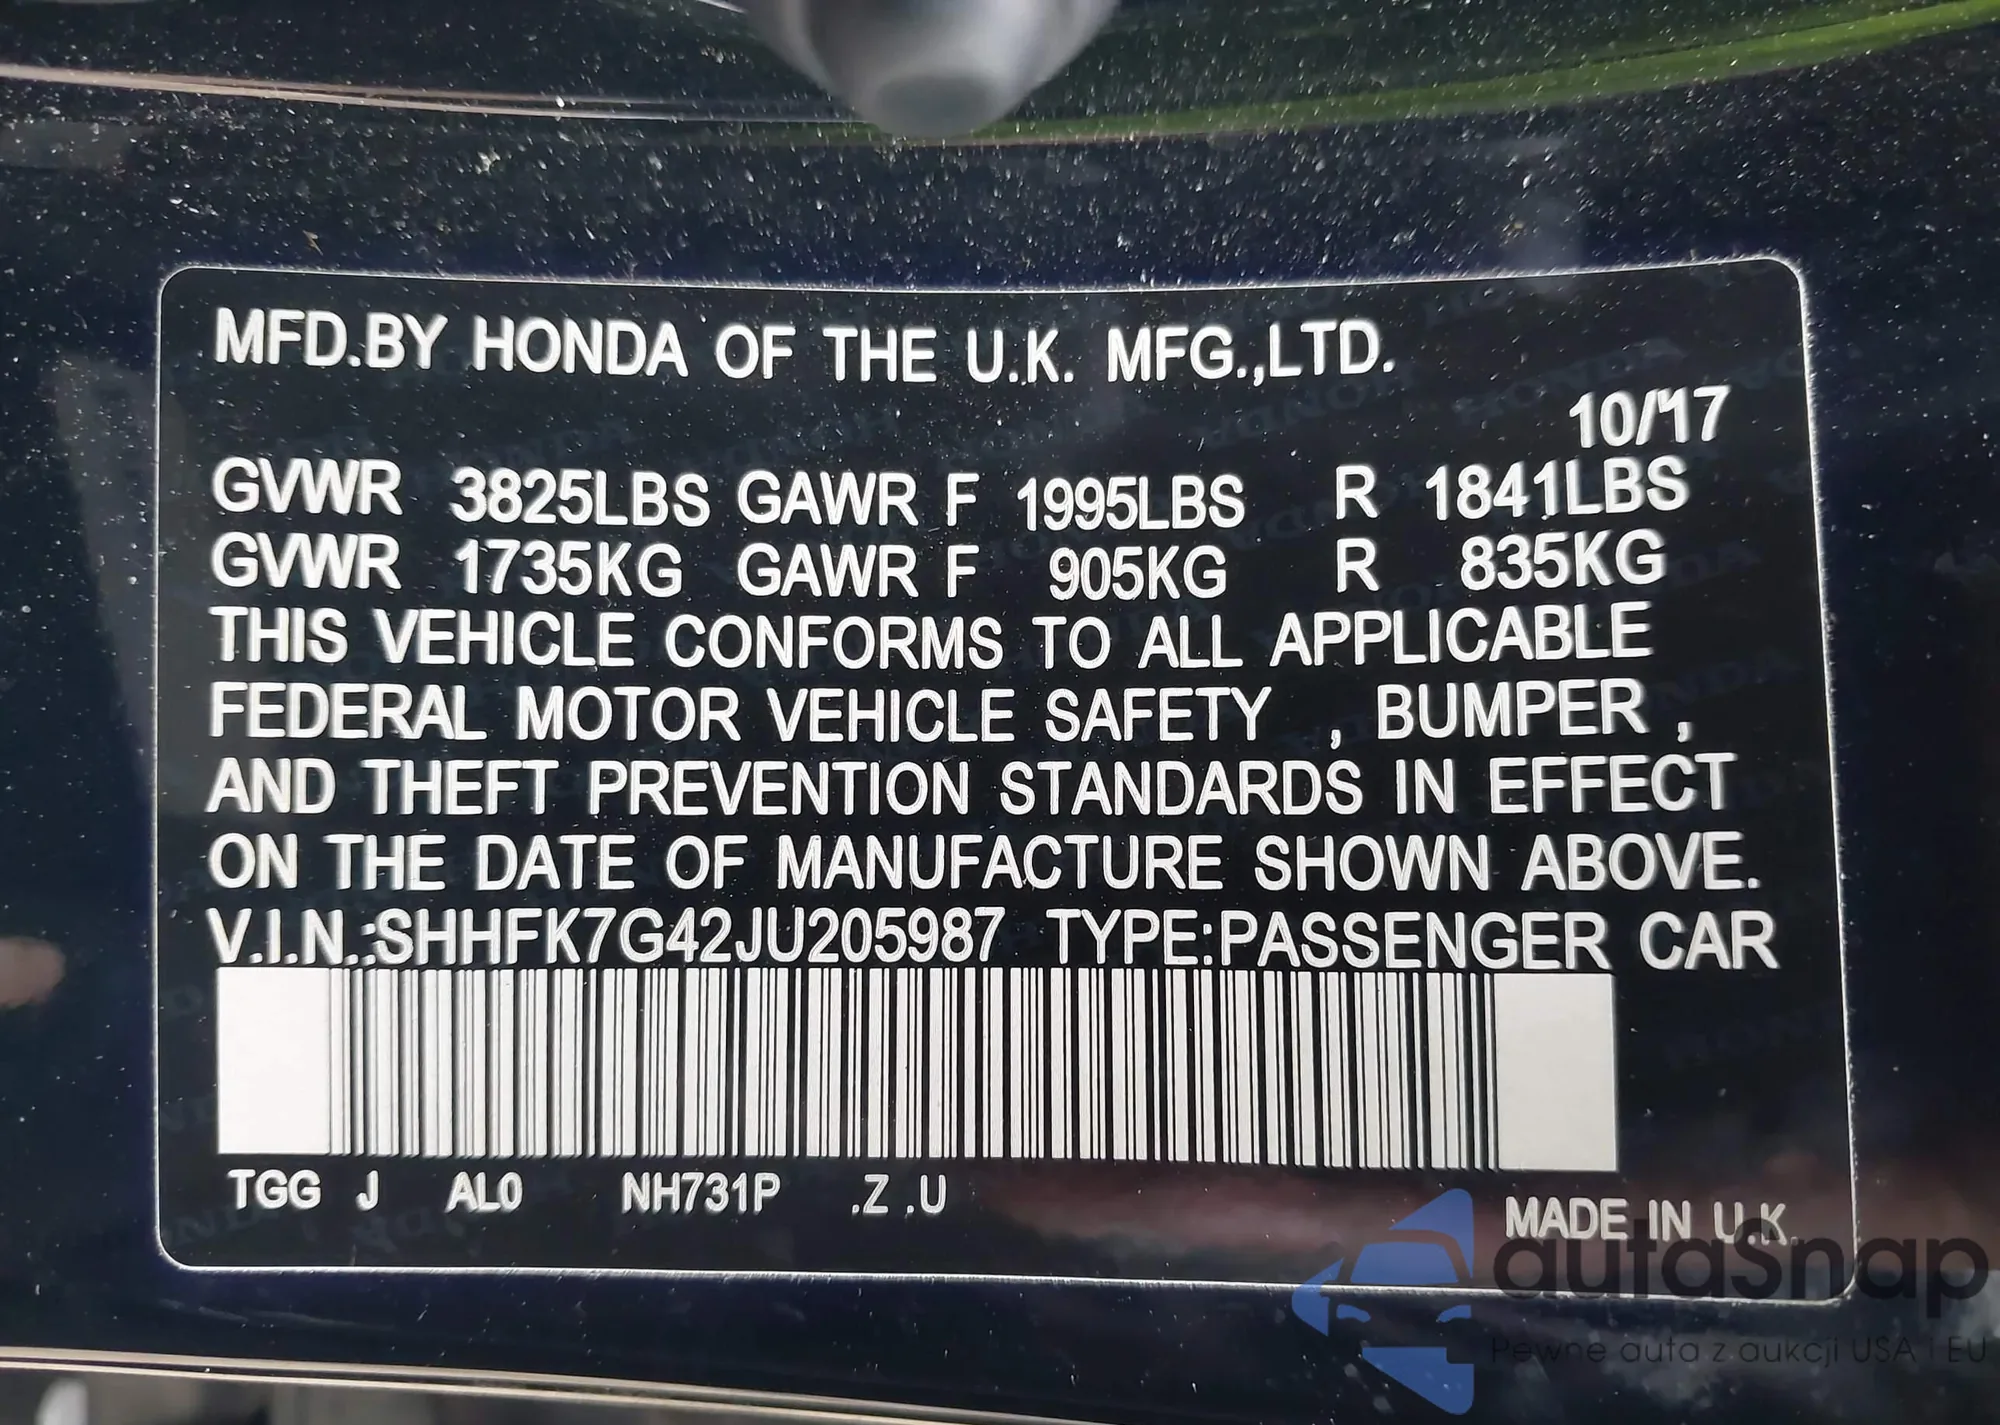 MFD.BY HONDA OF THE U.K. MFG.,LTD.
10/'17
GVWR 3825LBS GAWR F 1995LBS R 1841LBS
GVWR 1735KG GAWR F 905KG R 835KG
THIS VEHICLE CONFORMS TO ALL APPLICABLE
FEDERAL MOTOR VEHICLE SAFETY , BUMPER ,
AND THEFT PREVENTION STANDARDS IN EFFECT
ON THE DATE OF MANUFACTURE SHOWN ABOVE.
V.I.N.:SHHFK7G42JU205987 TYPE:PASSENGER CAR
TGG J AL0 NH731P .Z .U
MADE IN U.K.
autaSnap
Pewne auta z aukcji USA i EU